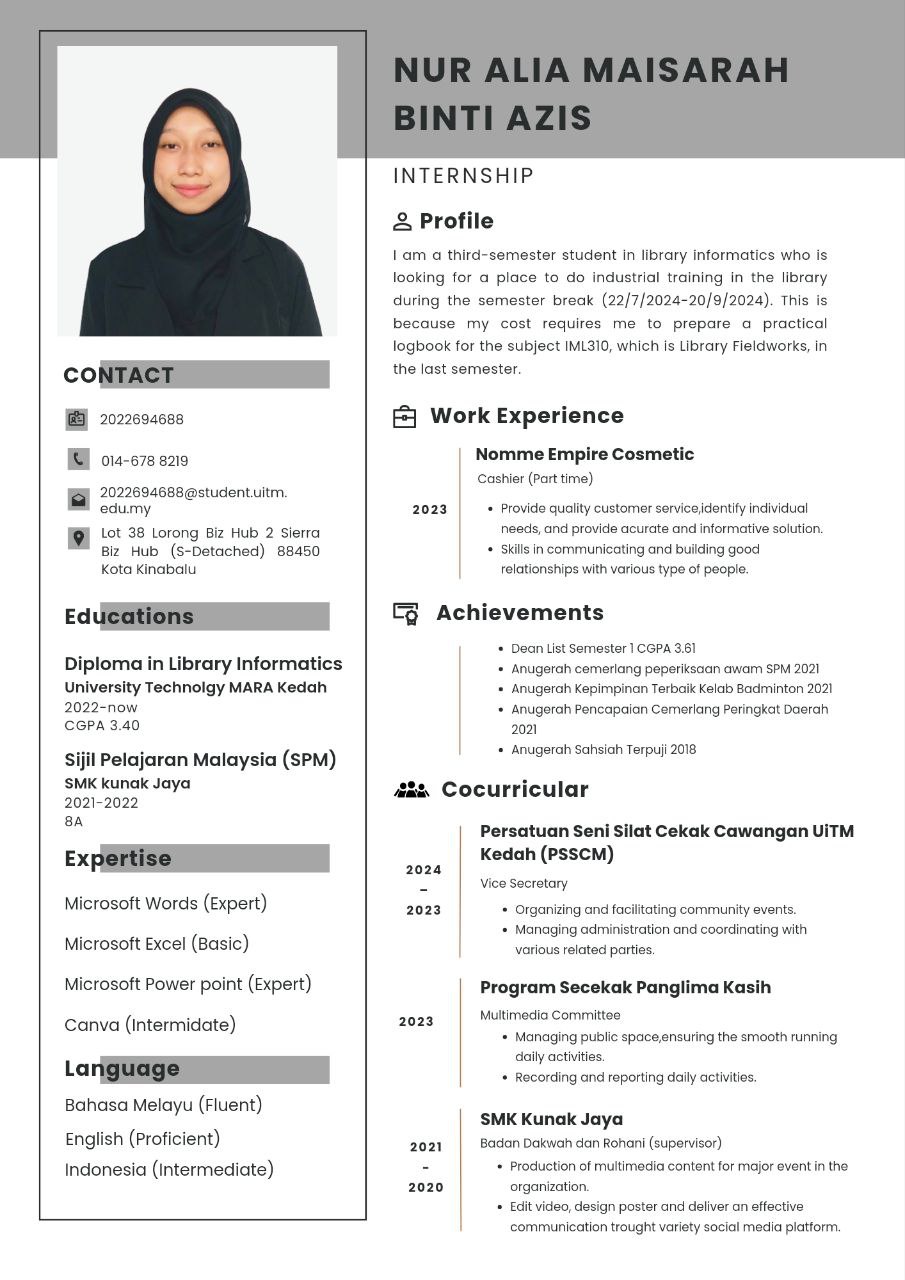 NUR ALIA MAISARAH
BINTI AZIS
INTERNSHIP
CONTACT
2022694688
014-678 8219
2022694688@student.uitm.
edu.my
Lot 38 Lorong Biz Hub 2 Sierra
Biz Hub (S-Detached) 88450
Kota Kinabalu
Educations
Diploma in Library Informatics
University Technolgy MARA Kedah
2022-now
CGPA 3.40
Sijil Pelajaran Malaysia (SPM)
SMK kunak Jaya
2021-2022
8A
Expertise
Microsoft Words (Expert)
Microsoft Excel (Basic)
Microsoft Power point (Expert)
Canva (Intermidate)
Language
Bahasa Melayu (Fluent)
English (Proficient)
Indonesia (Intermediate)
Profile
I am a third-semester student in library informatics who is
looking for a place to do industrial training in the library
during the semester break (22/7/2024-20/9/2024). This is
because my cost requires me to prepare a practical
logbook for the subject IML310, which is Library Fieldworks, in
the last semester.
Work Experience
Nomme Empire Cosmetic
Cashier (Part time)
2023
• Provide quality customer service,identify individual
needs, and provide acurate and informative solution.
• Skills in communicating and building good
relationships with various type of people.
Achievements
• Dean List Semester 1 CGPA 3.61
• Anugerah cemerlang peperiksaan awam SPM 2021
• Anugerah Kepimpinan Terbaik Kelab Badminton 2021
• Anugerah Pencapaian Cemerlang Peringkat Daerah
2021
• Anugerah Sahsiah Terpuji 2018
Cocurricular
Persatuan Seni Silat Cekak Cawangan UiTM
Kedah (PSSCM)
2024
–
2023
Vice Secretary
• Organizing and facilitating community events.
• Managing administration and coordinating with
various related parties.
Program Secekak Panglima Kasih
2023
Multimedia Committee
• Managing public space,ensuring the smooth running
daily activities.
• Recording and reporting daily activities.
SMK Kunak Jaya
2021
-
2020
Badan Dakwah dan Rohani (supervisor)
• Production of multimedia content for major event in the
organization.
• Edit video, design poster and deliver an effective
communication trought variety social media platform.